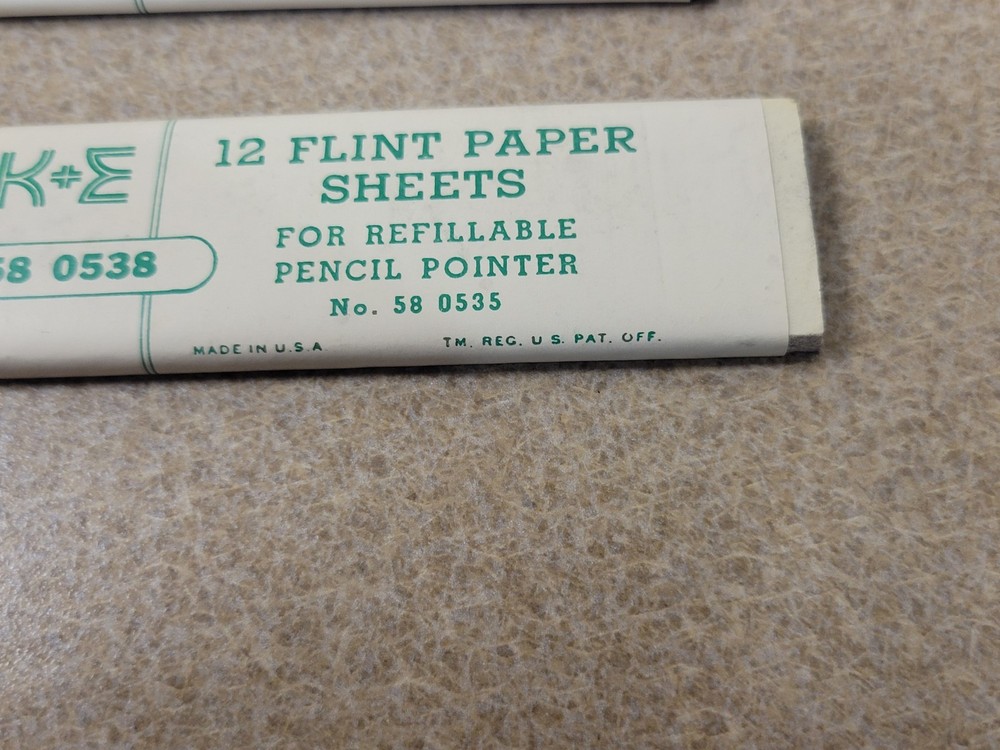 K+E
58 0538
12 FLINT PAPER
SHEETS
FOR REFILLABLE
PENCIL POINTER
No. 58 0535
MADE IN U.S.A
TM. REG. U S. PAT. OFF.